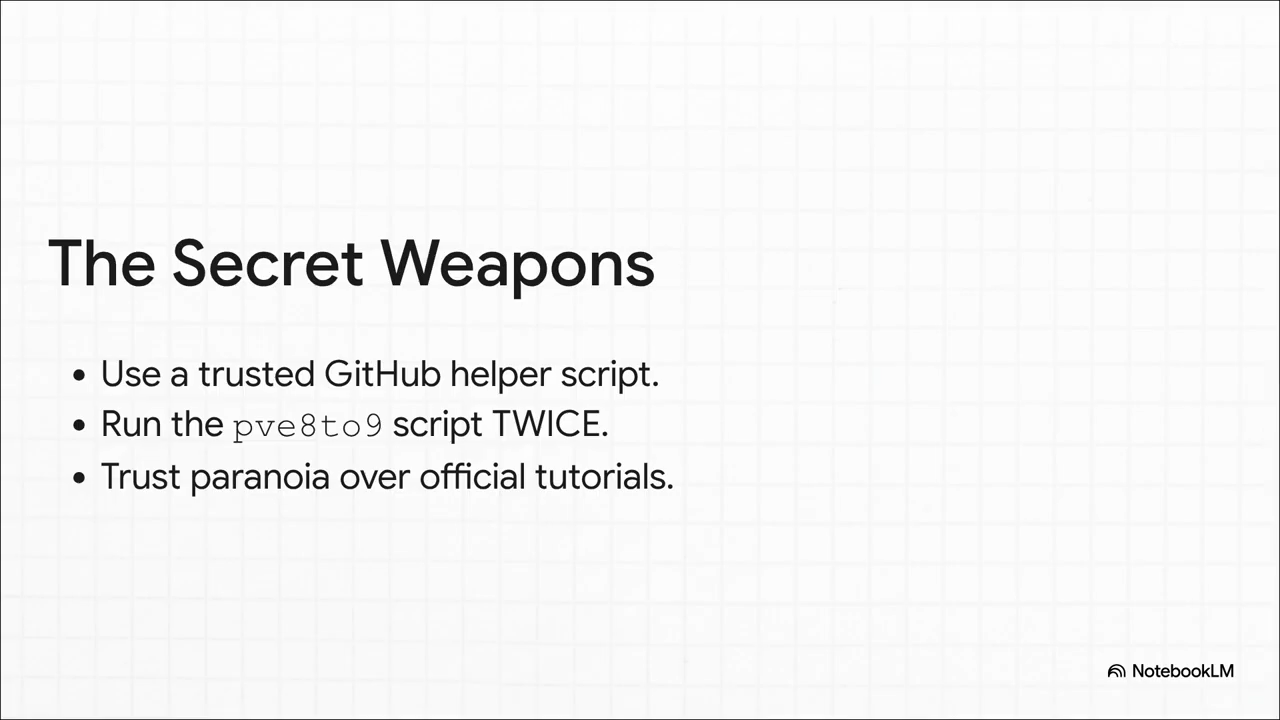 The Secret Weapons
• Use a trusted GitHub helper script.
• Run the pve8to9 script TWICE.
• Trust paranoia over official tutorials.
NotebookLM